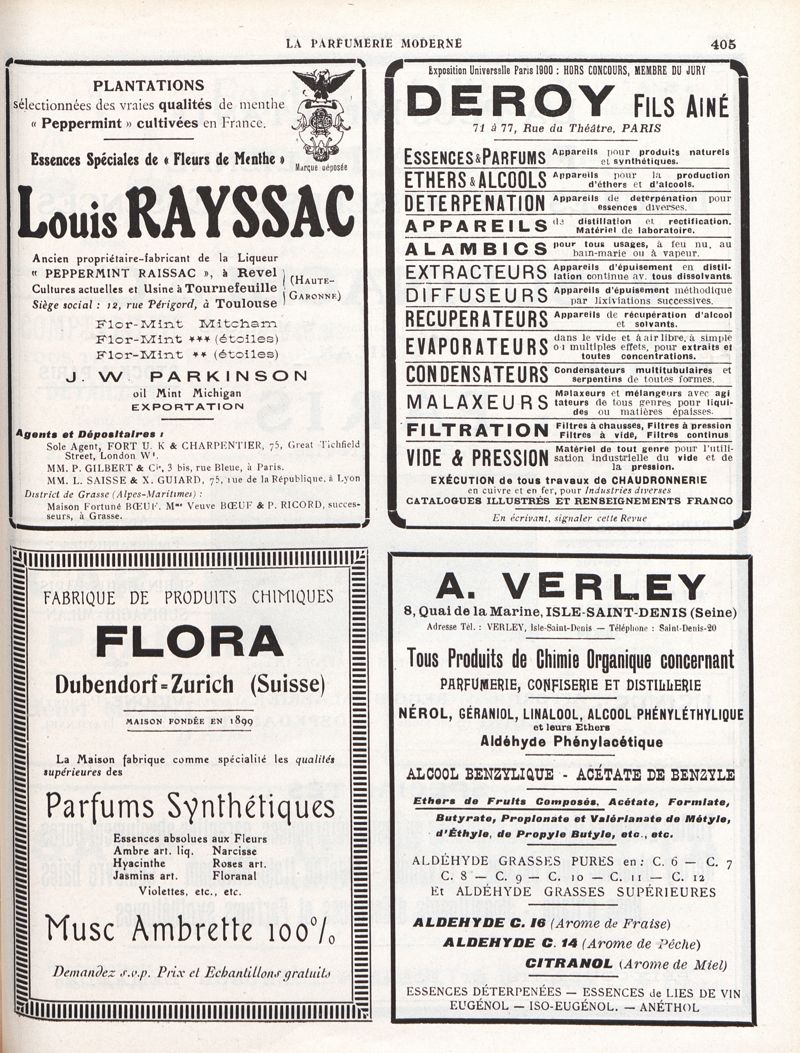 LA PARFUMERIE MODERNE
405
PLANTATIONS
sélectionnées des vraies qualités de menthe
« Peppermint » cultivées en France.
Marque déposée
Essences Spéciales de « Fleurs de Menthe »
Louis RAYSSAC
Ancien propriétaire-fabricant de la Liqueur
« PEPPERMINT RAISSAC », à Revel
Cultures actuelles et Usine à Tournefeuille
(HAUTE-
GARONNE)
Siège social : 12, rue Périgord, à Toulouse
Flor-Mint Mitcham
Flor-Mint *** (étoiles)
Flor-Mint ** (étoiles)
J. W. PARKINSON
oil Mint Michigan
EXPORTATION
Agents et Dépositaires :
Sole Agent, FORT U. K & CHARPENTIER, 75, Great Tichfield
Street, London W¹.
MM. P. GILBERT & Cie, 3 bis, rue Bleue, à Paris.
MM. L. SAISSE & X. GUIARD, 75, rue de la République, à Lyon
District de Grasse (Alpes-Maritimes) :
Maison Fortuné BŒUF, Mme Veuve BŒUF & P. RICORD, succes-
seurs, à Grasse.
Exposition Universelle Paris 1900 : HORS CONCOURS, MEMBRE DU JURY
DEROY FILS AINÉ
71 à 77, Rue du Théâtre, PARIS
ESSENCES & PARFUMS Appareils pour produits naturels
et synthétiques.
ETHERS & ALCOOLS Appareils pour la production
d'éthers et d'alcools.
DETERPENATION Appareils de deterpénation pour
essences diverses.
APPAREILS de distillation et rectification.
Matériel de laboratoire.
ALAMBICS pour tous usages, à feu nu, au
bain-marie ou à vapeur.
EXTRACTEURS Appareils d'épuisement en distil-
lation continue av. tous dissolvants.
DIFFUSEURS Appareils d'épuisement méthodique
par lixiviations successives.
RECUPERATEURS Appareils de récupération d'alcool
et solvants.
EVAPORATEURS dans le vide et à air libre, à simple
ou multiples effets, pour extraits et
toutes concentrations.
CONDENSATEURS Condensateurs multitubulaires et
serpentins de toutes formes.
MALAXEURS Malaxeurs et mélangeurs avec agi
tateurs de tous genres pour liqui-
des ou matières épaisses.
FILTRATION Filtres à chausses, Filtres à pression
Filtres à vide, Filtres continus
VIDE & PRESSION Matériel de tout genre pour l'utili-
sation industrielle du vide et de
la pression.
EXÉCUTION de tous travaux de CHAUDRONNERIE
en cuivre et en fer, pour Industries diverses
CATALOGUES ILLUSTRÉS ET RENSEIGNEMENTS FRANCO
En écrivant, signaler cette Revue
FABRIQUE DE PRODUITS CHIMIQUES
FLORA
Dubendorf=Zurich (Suisse)
MAISON FONDÉE EN 1899
La Maison fabrique comme spécialité les qualités
supérieures des
Parfums Synthétiques
Essences absolues aux Fleurs
Ambre art. liq. Narcisse
Hyacinthe Roses art.
Jasmins art. Floranal
Violettes, etc., etc.
Musc Ambrette 100%
Demandez s.v.p. Prix et Echantillons gratuits
A. VERLEY
8, Quai de la Marine, ISLE-SAINT-DENIS (Seine)
Adresse Tél. : VERLEY, Isle-Saint-Denis — Téléphone : Saint-Denis-20
Tous Produits de Chimie Organique concernant
PARFUMERIE, CONFISERIE ET DISTILLERIE
NÉROL, GÉRANIOL, LINALOOL, ALCOOL PHÉNYLÉTHYLIQUE
et leurs Ethers
Aldéhyde Phénylacétique
ALCOOL BENZYLIQUE - ACÉTATE DE BENZYLE
Ethers de Fruits Composés, Acétate, Formiate,
Butyrate, Propionate et Valérianate de Métyle,
d'Éthyle, de Propyle Butyle, etc., etc.
ALDÉHYDE GRASSES PURES en : C. 6 — C. 7
C. 8 — C. 9 — C. 10 — C. 11 — C. 12
Et ALDÉHYDE GRASSES SUPÉRIEURES
ALDEHYDE C. 16 (Arome de Fraise)
ALDEHYDE C. 14 (Arome de Pêche)
CITRANOL (Arome de Miel)
ESSENCES DÉTERPENÉES — ESSENCES de LIES DE VIN
EUGÉNOL — ISO-EUGÉNOL. — ANÉTHOL